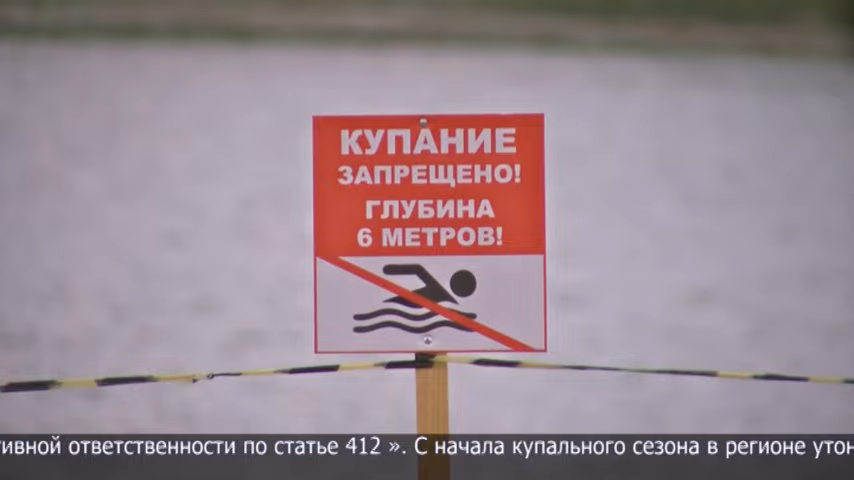 КУПАНИЕ
ЗАПРЕЩЕНО!
ГЛУБИНА
6 МЕТРОВ!
ответственности по статье 412 ». С начала купального сезона в регионе